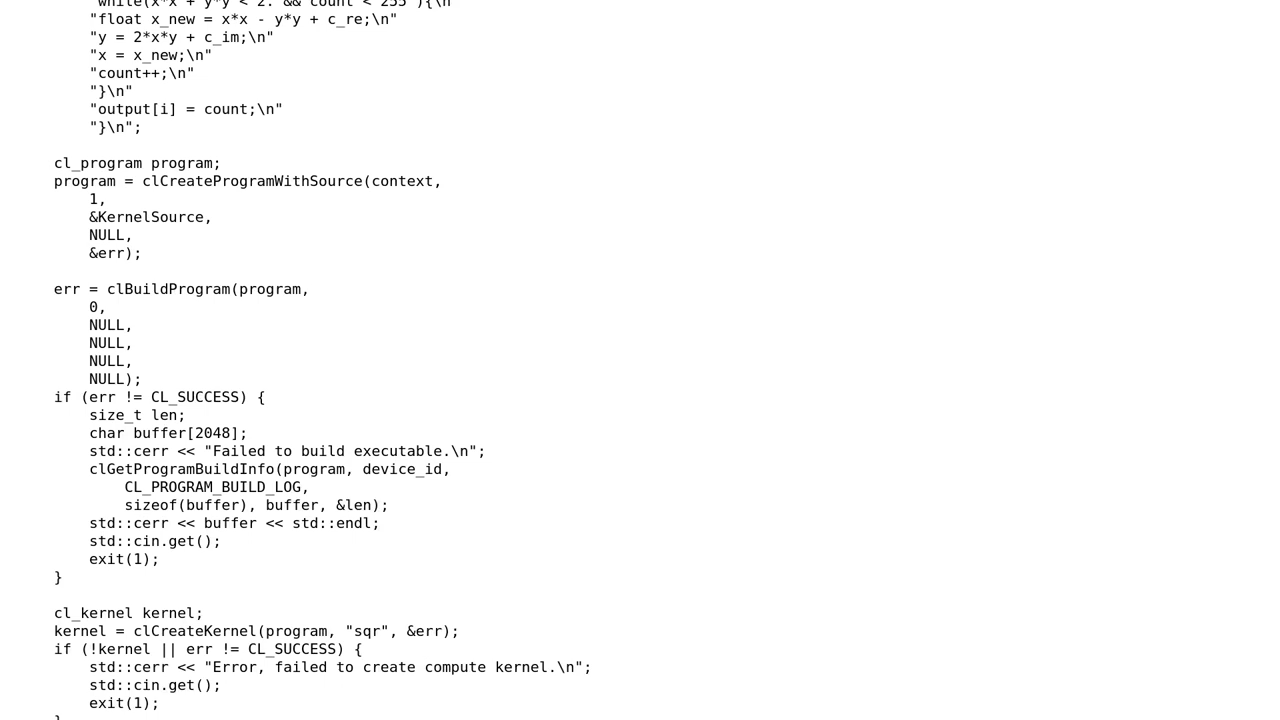 "while(x*x + y*y < 2. && count < 255 ){\n"
"float x_new = x*x - y*y + c_re;\n"
"y = 2*x*y + c_im;\n"
"x = x_new;\n"
"count++;\n"
"}\n"
"output[i] = count;\n"
"}\n";
cl_program program;
program = clCreateProgramWithSource(context,
1,
&KernelSource,
NULL,
&err);
err = clBuildProgram(program,
0,
NULL,
NULL,
NULL,
NULL);
if (err != CL_SUCCESS) {
size_t len;
char buffer[2048];
std::cerr << "Failed to build executable.\n";
clGetProgramBuildInfo(program, device_id,
CL_PROGRAM_BUILD_LOG,
sizeof(buffer), buffer, &len);
std::cerr << buffer << std::endl;
std::cin.get();
exit(1);
}
cl_kernel kernel;
kernel = clCreateKernel(program, "sqr", &err);
if (!kernel || err != CL_SUCCESS) {
std::cerr << "Error, failed to create compute kernel.\n";
std::cin.get();
exit(1);
}